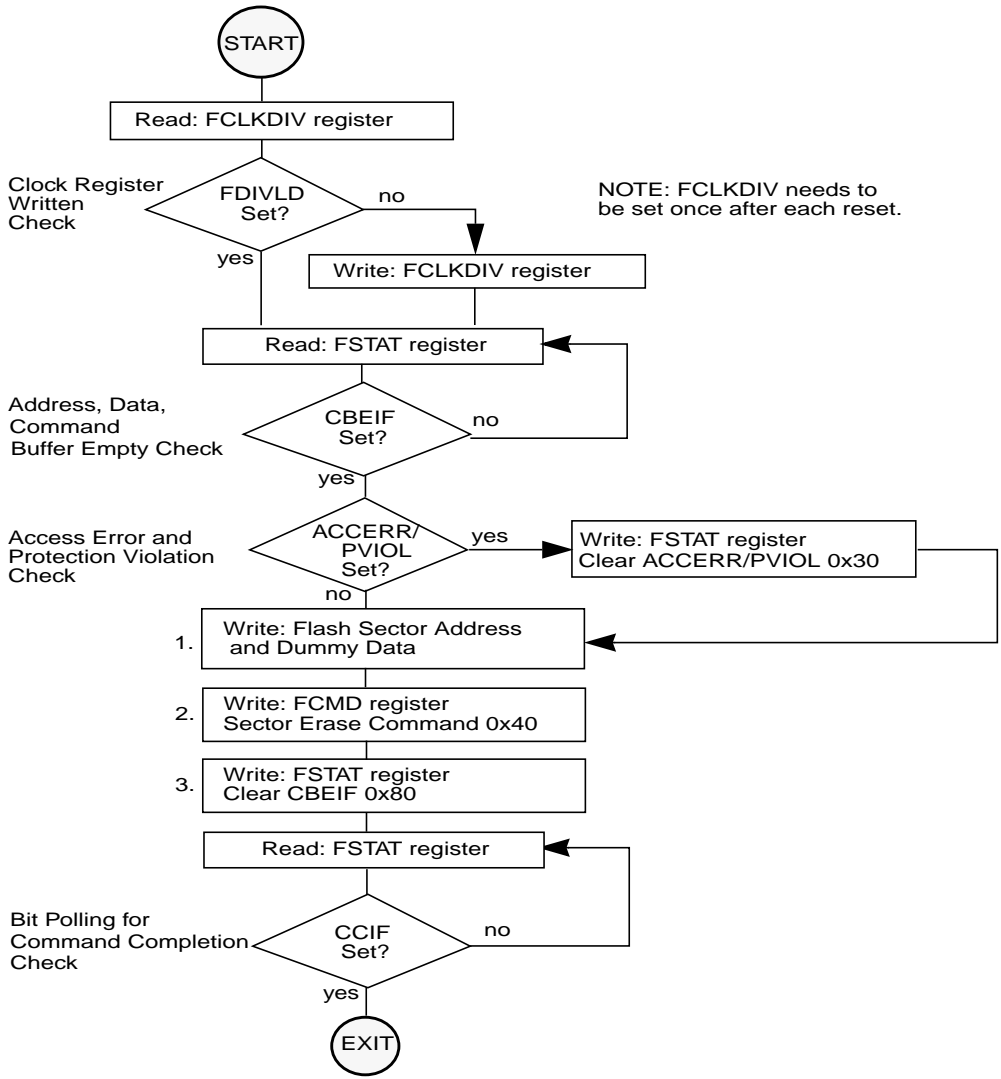 START
Read: FCLKDIV register
Clock Register
Written
Check
FDIVLD
Set?
no
yes
NOTE: FCLKDIV needs to
be set once after each reset.
Write: FCLKDIV register
Read: FSTAT register
Address, Data,
Command
Buffer Empty Check
CBEIF
Set?
no
yes
Access Error and
Protection Violation
Check
ACCERR/
PVIOL
Set?
yes
no
Write: FSTAT register
Clear ACCERR/PVIOL 0x30
1.
Write: Flash Sector Address
and Dummy Data
2.
Write: FCMD register
Sector Erase Command 0x40
3.
Write: FSTAT register
Clear CBEIF 0x80
Read: FSTAT register
Bit Polling for
Command Completion
Check
CCIF
Set?
no
yes
EXIT